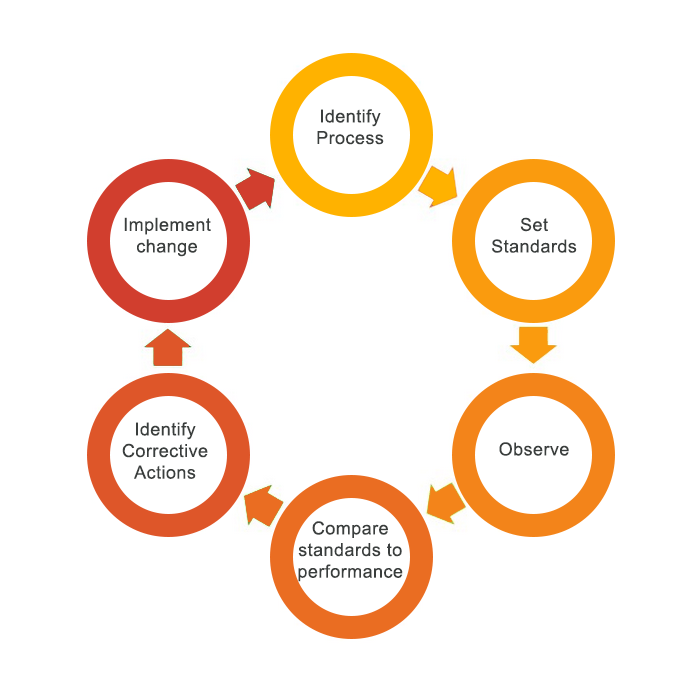 Identify
Process
Set
Standards
Observe
Compare
standards to
performance
Identify
Corrective
Actions
Implement
change